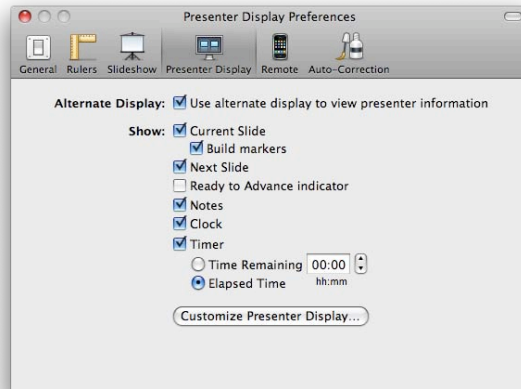 Presenter Display Preferences
General Rulers Slideshow Presenter Display Remote Auto-Correction
Alternate Display: Use alternate display to view presenter information
Show: Current Slide
Build markers
Next Slide
Ready to Advance indicator
Notes
Clock
Timer
Time Remaining 00:00
Elapsed Time hh:mm
Customize Presenter Display...